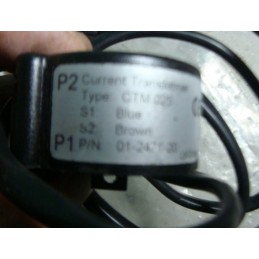 P2 Current Transformer
Type: CTM 025
S1 Blue
s2: Brown
P1 P/N: